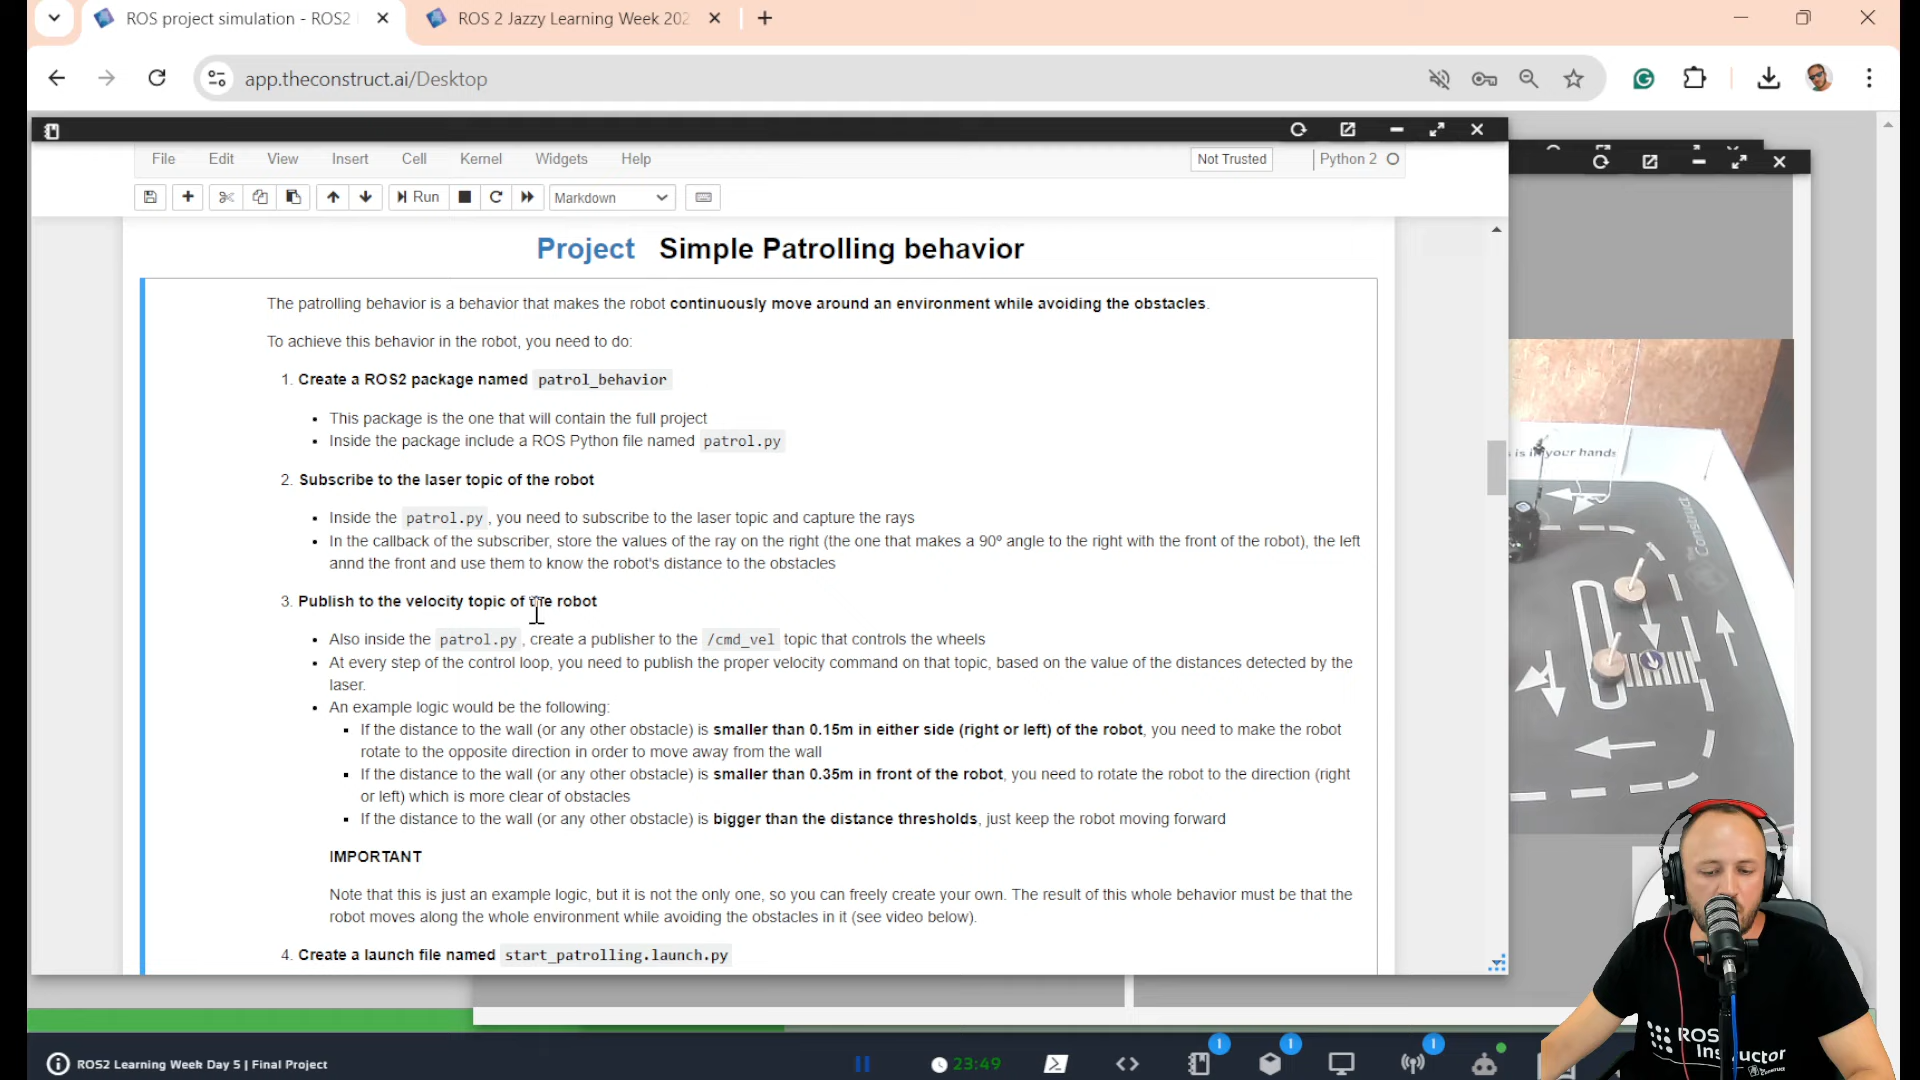 ROS project simulation - ROS2
ROS 2 Jazzy Learning Week 202
app.theconstruct.ai/Desktop
File Edit View Insert Cell Kernel Widgets Help
Not Trusted
Python 2
Run
Markdown
Project Simple Patrolling behavior
The patrolling behavior is a behavior that makes the robot continuously move around an environment while avoiding the obstacles.
To achieve this behavior in the robot, you need to do:
1. Create a ROS2 package named patrol_behavior
• This package is the one that will contain the full project
• Inside the package include a ROS Python file named patrol.py
2. Subscribe to the laser topic of the robot
• Inside the patrol.py, you need to subscribe to the laser topic and capture the rays
• In the callback of the subscriber, store the values of the ray on the right (the one that makes a 90º angle to the right with the front of the robot), the left
annd the front and use them to know the robot's distance to the obstacles
3. Publish to the velocity topic of the robot
• Also inside the patrol.py, create a publisher to the /cmd_vel topic that controls the wheels
• At every step of the control loop, you need to publish the proper velocity command on that topic, based on the value of the distances detected by the
laser.
• An example logic would be the following:
▪ If the distance to the wall (or any other obstacle) is smaller than 0.15m in either side (right or left) of the robot, you need to make the robot
rotate to the opposite direction in order to move away from the wall
▪ If the distance to the wall (or any other obstacle) is smaller than 0.35m in front of the robot, you need to rotate the robot to the direction (right
or left) which is more clear of obstacles
▪ If the distance to the wall (or any other obstacle) is bigger than the distance thresholds, just keep the robot moving forward
IMPORTANT
Note that this is just an example logic, but it is not the only one, so you can freely create your own. The result of this whole behavior must be that the
robot moves along the whole environment while avoiding the obstacles in it (see video below).
4. Create a launch file named start_patrolling.launch.py
your hands
Construct
ROS
Instructor
ROS2 Learning Week Day 5 | Final Project
23:49
1
1
1